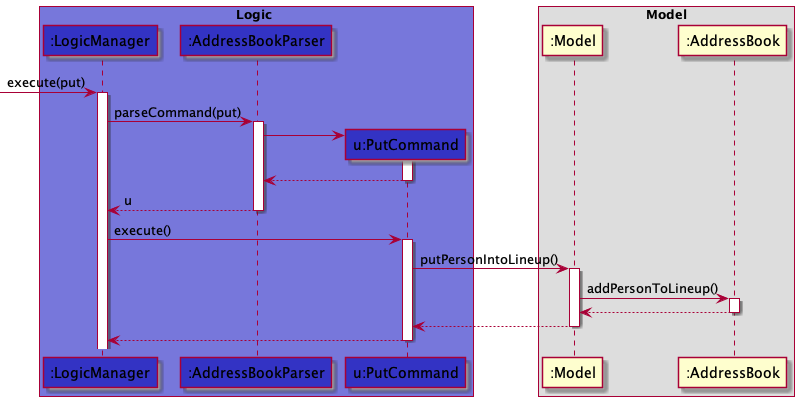 Logic
Model
:LogicManager
:AddressBookParser
:Model
:AddressBook
execute(put)
parseCommand(put)
u:PutCommand
u
execute()
putPersonIntoLineup()
addPersonToLineup()
:LogicManager
:AddressBookParser
u:PutCommand
:Model
:AddressBook